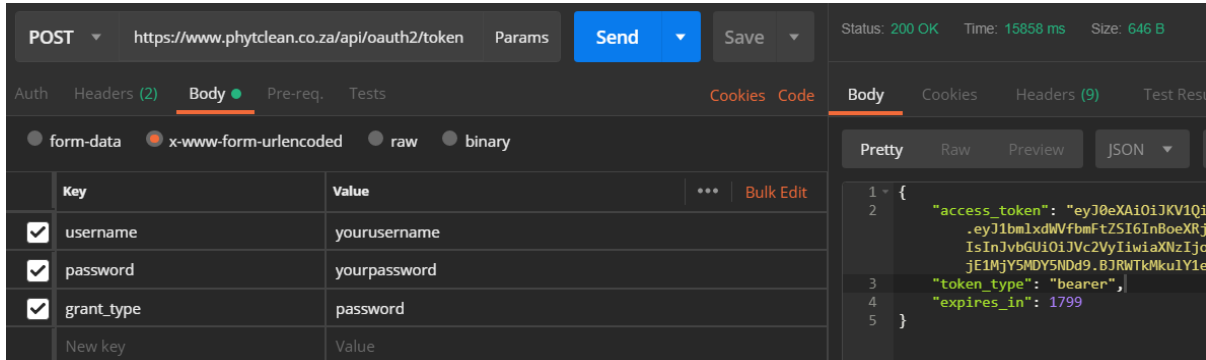 POST https://www.phytclean.co.za/api/oauth2/token Params Send Save
Auth Headers (2) Body Pre-req. Tests Cookies Code
form-data x-www-form-urlencoded raw binary
Key Value ••• Bulk Edit
username yourusername
password yourpassword
grant_type password
New key Value
Status: 200 OK Time: 15858 ms Size: 646 B
Body Cookies Headers (9) Test Res
Pretty Raw Preview JSON
1 {
2 "access_token": "eyJ0eXAiOiJKV1Qi
.eyJ1bmlxdWVfbmFtZSI6InBoeXRj
IsInJvbGUiOiJVc2VyIiwiaXNzIjo
jE1MjY5MDY5NDd9.BJRWTkMkulY1e
3 "token_type": "bearer",
4 "expires_in": 1799
5 }